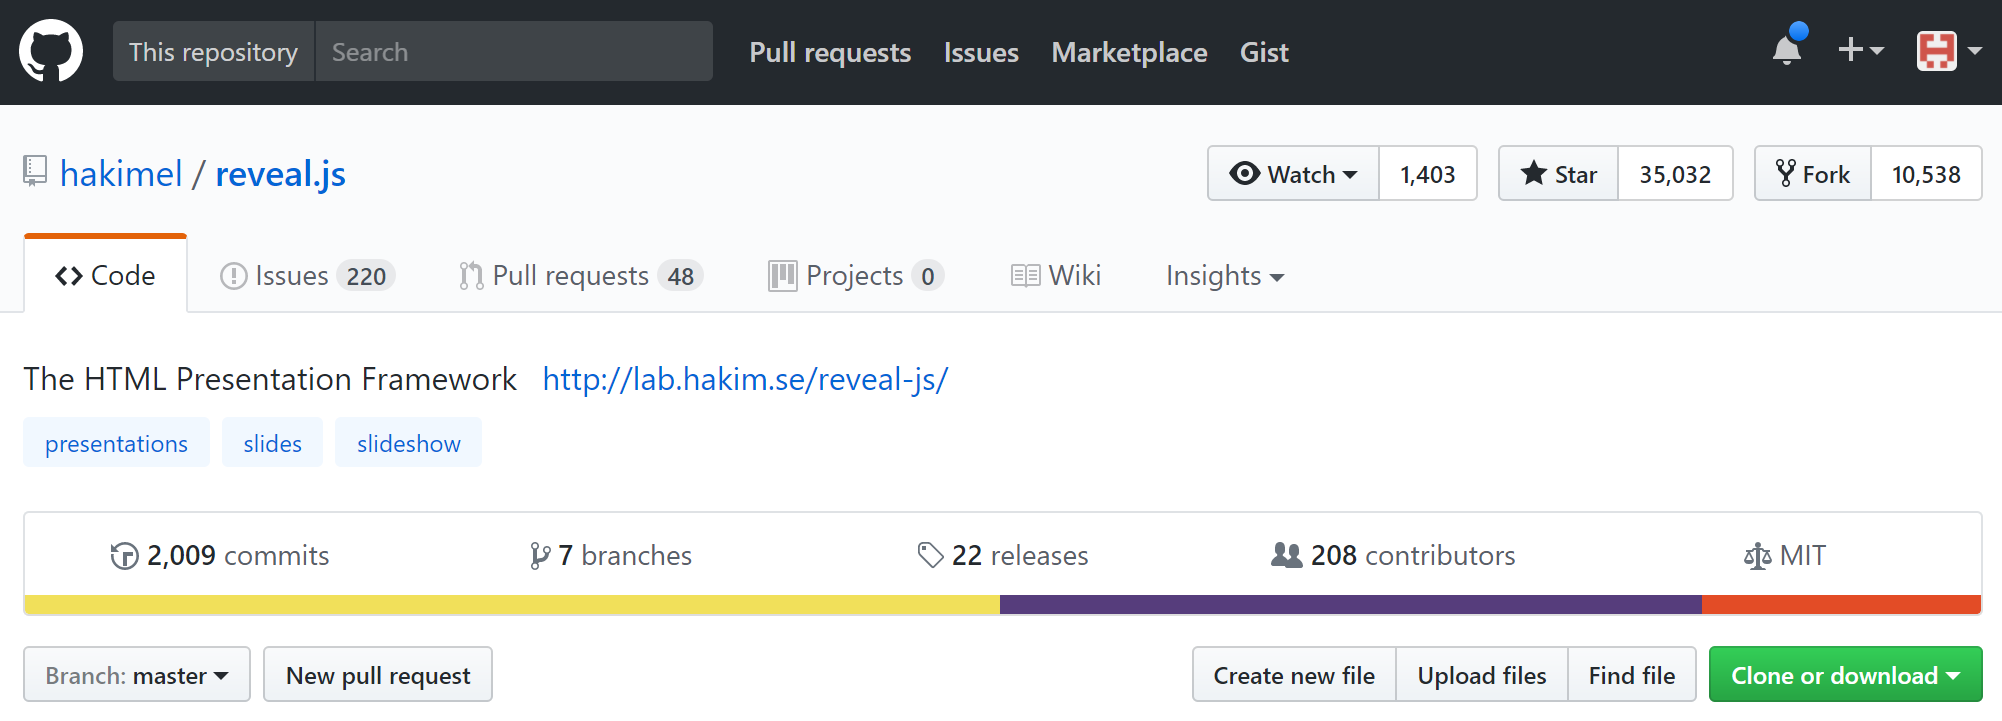 This repository Search Pull requests Issues Marketplace Gist
hakimel / reveal.js Watch 1,403 Star 35,032 Fork 10,538
Code Issues 220 Pull requests 48 Projects 0 Wiki Insights
The HTML Presentation Framework http://lab.hakim.se/reveal-js/
presentations slides slideshow
2,009 commits 7 branches 22 releases 208 contributors MIT
Branch: master New pull request Create new file Upload files Find file Clone or download